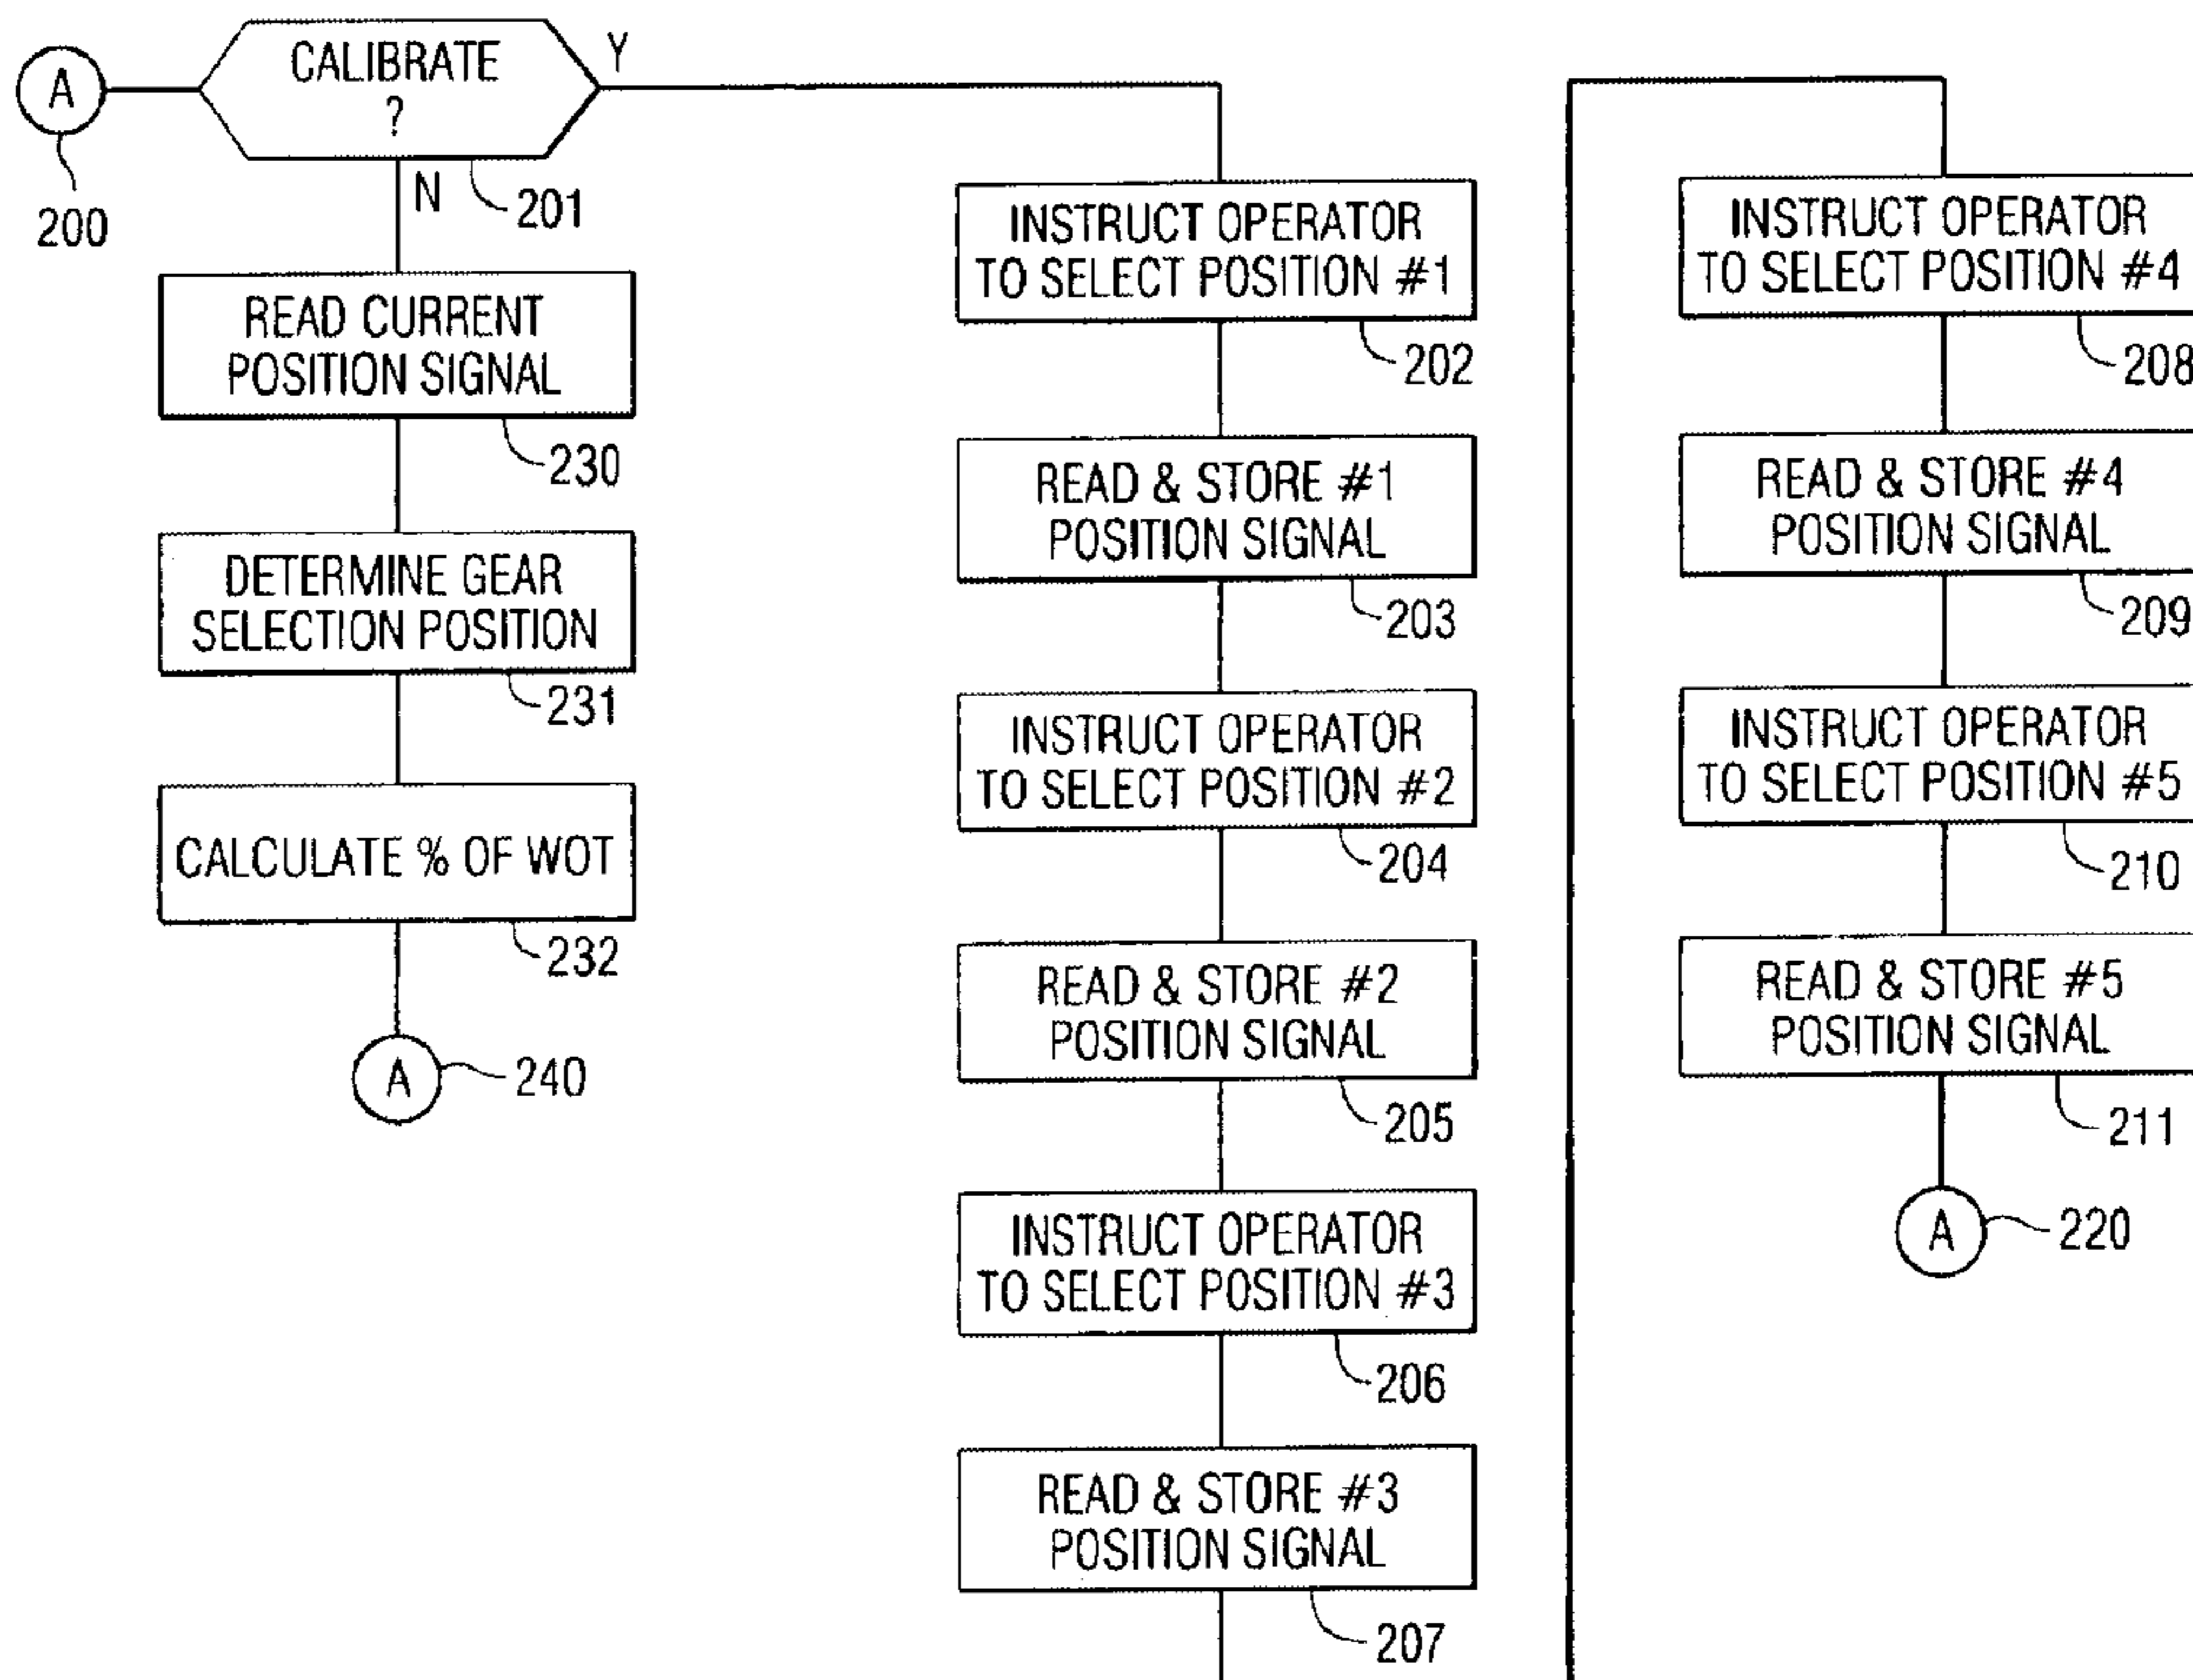 A
200
CALIBRATE
?
Y
N
201
READ CURRENT
POSITION SIGNAL
230
DETERMINE GEAR
SELECTION POSITION
231
CALCULATE % OF WOT
232
A
240
INSTRUCT OPERATOR
TO SELECT POSITION #1
202
READ & STORE #1
POSITION SIGNAL
203
INSTRUCT OPERATOR
TO SELECT POSITION #2
204
READ & STORE #2
POSITION SIGNAL
205
INSTRUCT OPERATOR
TO SELECT POSITION #3
206
READ & STORE #3
POSITION SIGNAL
207
INSTRUCT OPERATOR
TO SELECT POSITION #4
208
READ & STORE #4
POSITION SIGNAL
209
INSTRUCT OPERATOR
TO SELECT POSITION #5
210
READ & STORE #5
POSITION SIGNAL
211
A
220